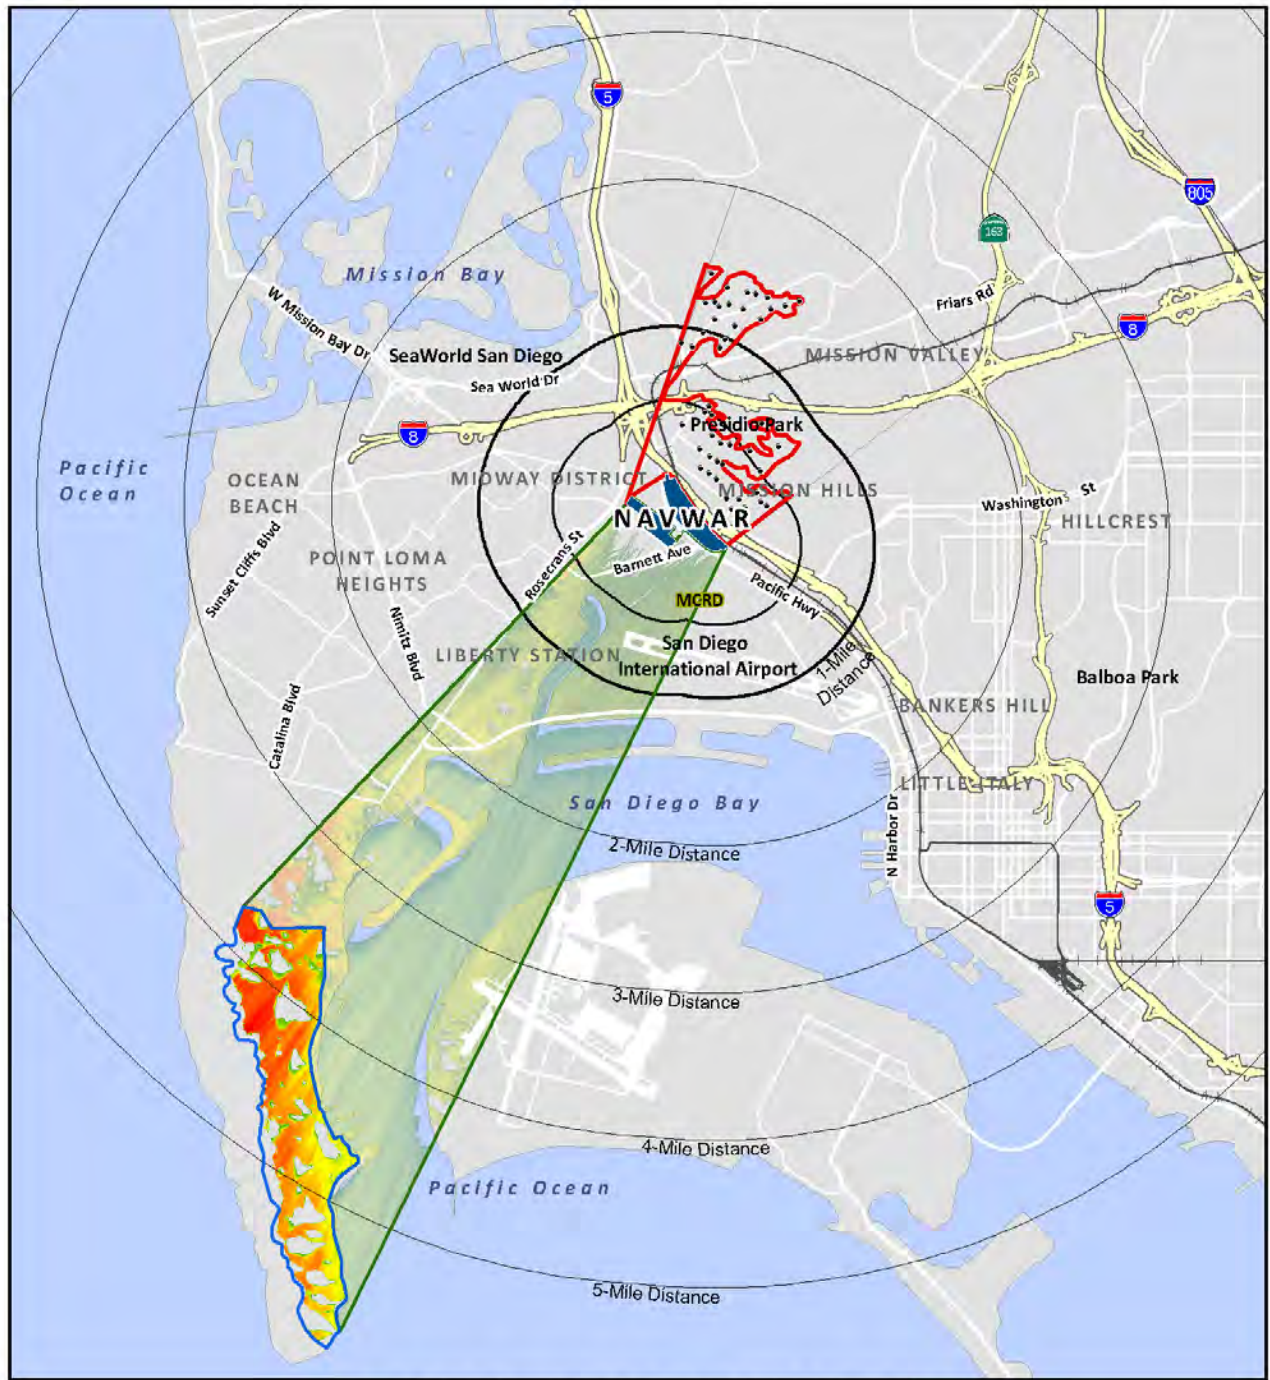 5
805
163
Mission Bay
W Mission Bay Dr
Friars Rd
8
SeaWorld San Diego
MISSION VALLEY
Sea World Dr
Presidio Park
8
Pacific
Ocean
OCEAN
BEACH
MIDWAY DISTRICT
MISSION HILLS
Washington St
HILLCREST
NAVWAR
Sunset Cliffs Blvd
POINT LOMA
HEIGHTS
Rosecrans St
Barnett Ave
Pacific Hwy
MCRD
Nimitz Blvd
LIBERTY STATION
San Diego
International Airport
1-Mile
Distance
Balboa Park
Catalina Blvd
BANKERS HILL
LITTLE ITALY
San Diego Bay
N Harbor Dr
2-Mile Distance
5
3-Mile Distance
4-Mile Distance
Pacific Ocean
5-Mile Distance